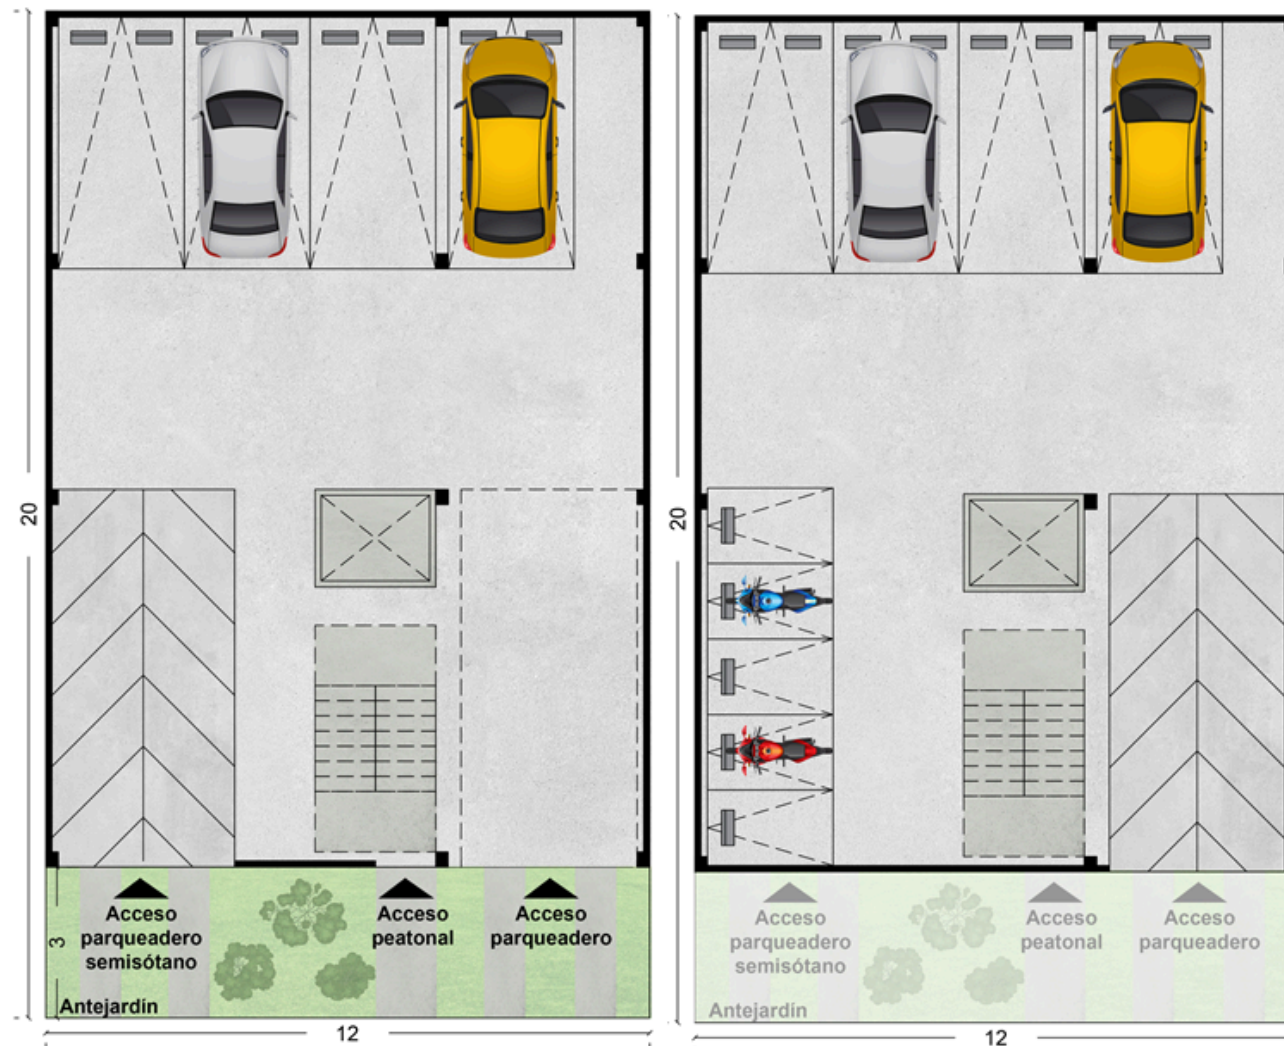 20
20
Acceso
parqueadero
semisótano
Acceso
peatonal
Acceso
parqueadero
3
Antejardín
12
Acceso
parqueadero
semisótano
Acceso
peatonal
Acceso
parqueadero
Antejardín
12